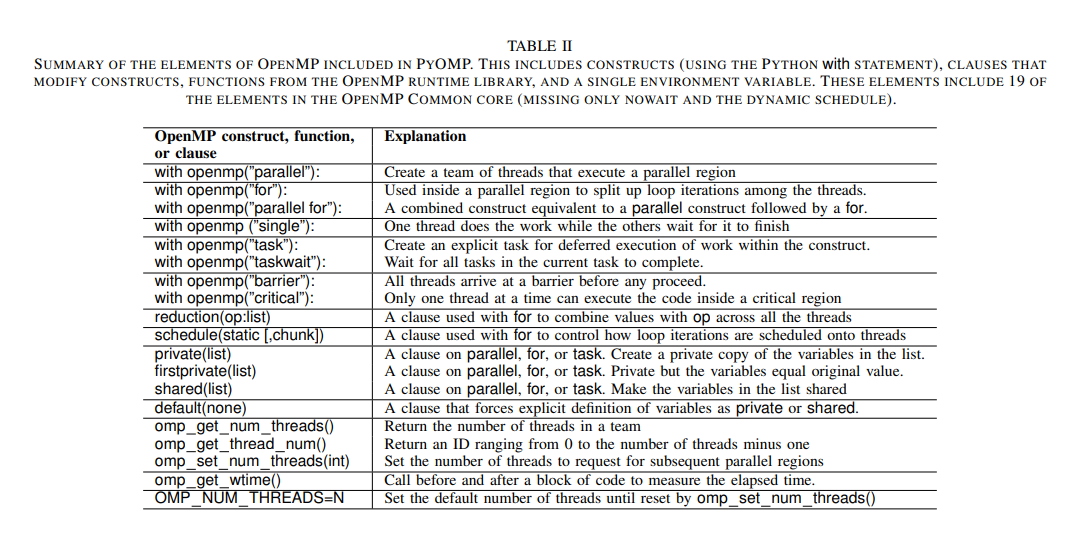 TABLE II
SUMMARY OF THE ELEMENTS OF OPENMP INCLUDED IN PYOMP. THIS INCLUDES CONSTRUCTS (USING THE PYTHON with STATEMENT), CLAUSES THAT
MODIFY CONSTRUCTS, FUNCTIONS FROM THE OPENMP RUNTIME LIBRARY, AND A SINGLE ENVIRONMENT VARIABLE. THESE ELEMENTS INCLUDE 19 OF
THE ELEMENTS IN THE OPENMP COMMON CORE (MISSING ONLY NOWAIT AND THE DYNAMIC SCHEDULE).
OpenMP construct, function, Explanation
or clause
with openmp("parallel"): Create a team of threads that execute a parallel region
with openmp("for"): Used inside a parallel region to split up loop iterations among the threads.
with openmp("parallel for"): A combined construct equivalent to a parallel construct followed by a for.
with openmp ("single"): One thread does the work while the others wait for it to finish
with openmp("task"): Create an explicit task for deferred execution of work within the construct.
with openmp("taskwait"): Wait for all tasks in the current task to complete.
with openmp("barrier"): All threads arrive at a barrier before any proceed.
with openmp("critical"): Only one thread at a time can execute the code inside a critical region
reduction(op:list) A clause used with for to combine values with op across all the threads
schedule(static [,chunk]) A clause used with for to control how loop iterations are scheduled onto threads
private(list) A clause on parallel, for, or task. Create a private copy of the variables in the list.
firstprivate(list) A clause on parallel, for, or task. Private but the variables equal original value.
shared(list) A clause on parallel, for, or task. Make the variables in the list shared
default(none) A clause that forces explicit definition of variables as private or shared.
omp_get_num_threads() Return the number of threads in a team
omp_get_thread_num() Return an ID ranging from 0 to the number of threads minus one
omp_set_num_threads(int) Set the number of threads to request for subsequent parallel regions
omp_get_wtime() Call before and after a block of code to measure the elapsed time.
OMP_NUM_THREADS=N Set the default number of threads until reset by omp_set_num_threads()